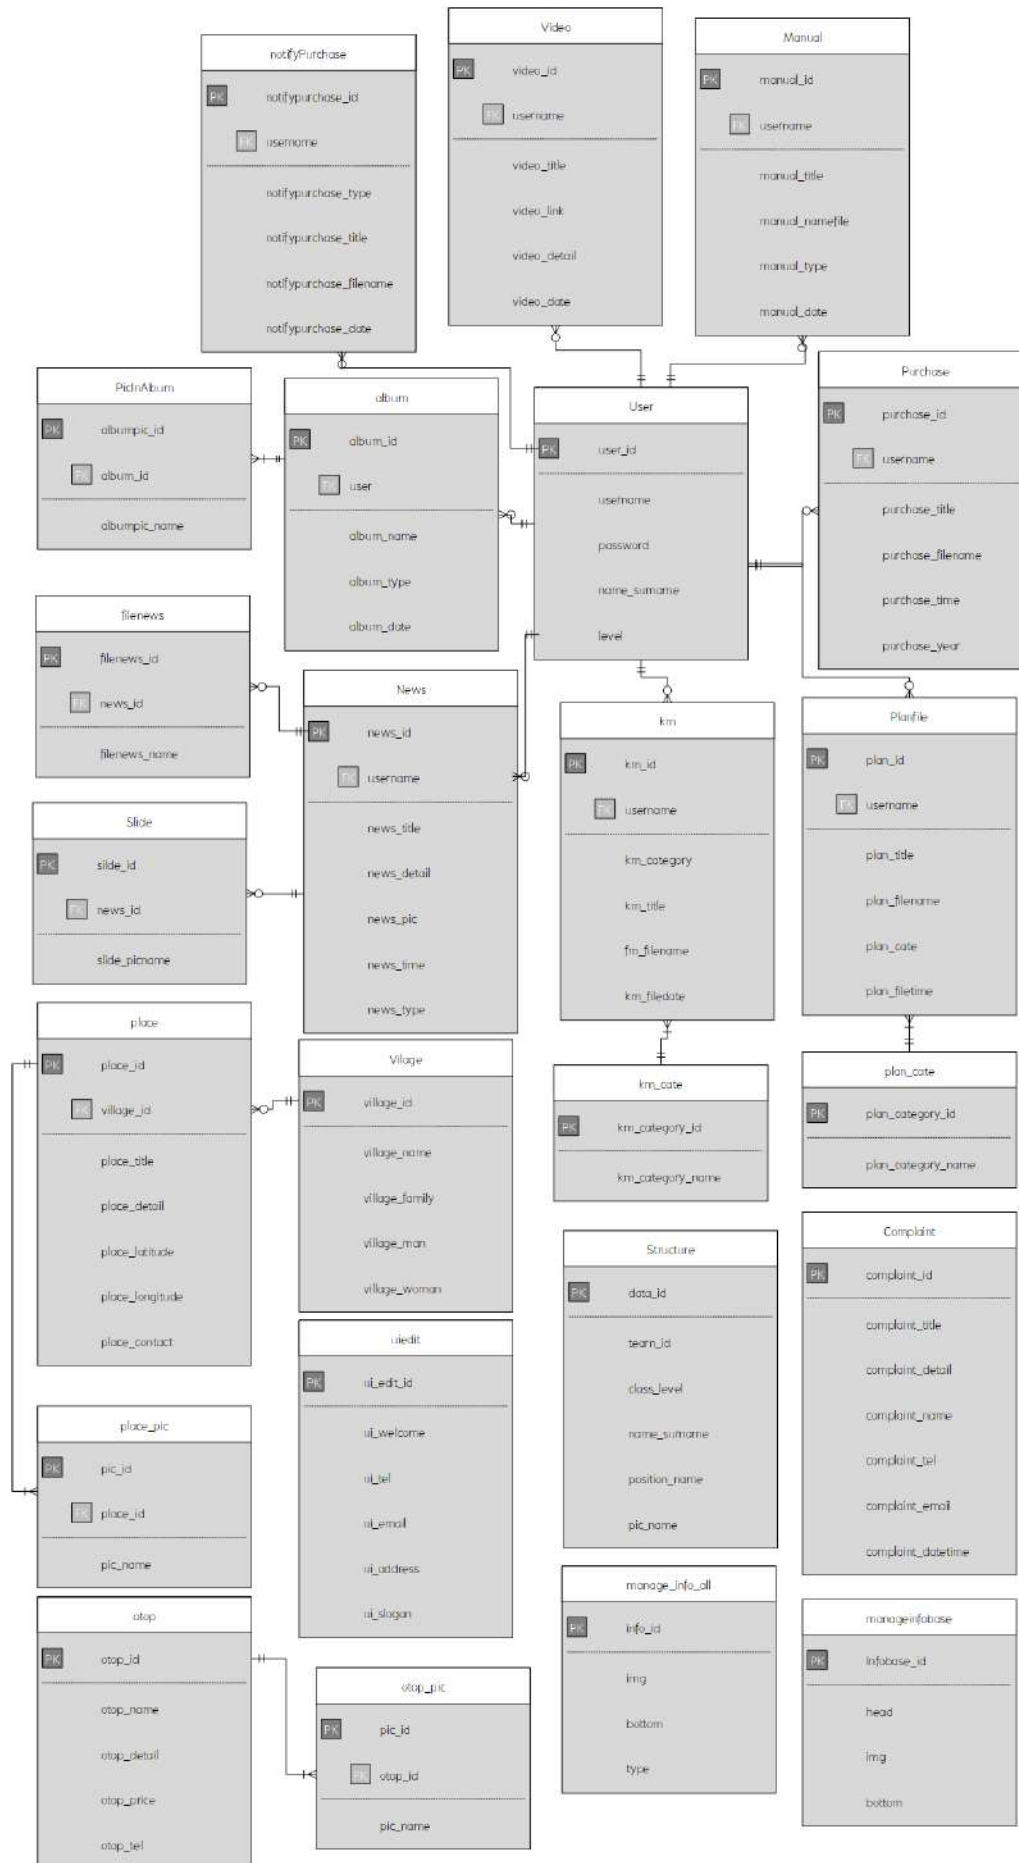 notifyPurchase
PK notifypurchase_id
FK username
notifypurchase_type
notifypurchase_title
notifypurchase_filename
notifypurchase_date
Video
PK video_id
FK username
video_title
video_link
video_detail
video_date
Manual
PK manual_id
FK username
manual_title
manual_namefile
manual_type
manual_date
PicInAlbum
PK albumpic_id
FK album_id
albumpic_name
album
PK album_id
FK user
album_name
album_type
album_date
User
PK user_id
username
password
name_surname
level
Purchase
PK purchase_id
FK username
purchase_title
purchase_filename
purchase_time
purchase_year
filenews
PK filenews_id
FK news_id
filenews_name
News
PK news_id
FK username
news_title
news_detail
news_pic
news_time
news_type
km
PK km_id
FK username
km_category
km_title
fm_filename
km_filedate
Planfile
PK plan_id
FK username
plan_title
plan_filename
plan_cate
plan_filetime
Slide
PK silde_id
FK news_id
slide_picname
place
PK place_id
FK village_id
place_title
place_detail
place_latitude
place_longitude
place_contact
Vilage
PK village_id
village_name
village_family
village_man
village_woman
km_cate
PK km_category_id
km_category_name
plan_cate
PK plan_category_id
plan_category_name
Structure
PK data_id
team_id
class_level
name_surname
position_name
pic_name
Complaint
PK complaint_id
complaint_title
complaint_detail
complaint_name
complaint_tel
complaint_email
complaint_datetime
uiedit
PK ui_edit_id
ui_welcome
ui_tel
ui_email
ui_address
ui_slogan
place_pic
PK pic_id
FK place_id
pic_name
manage_info_all
PK info_id
img
bottom
type
manageinfobase
PK Infobase_id
head
img
bottom
otop
PK otop_id
otop_name
otop_detail
otop_price
otop_tel
otop_pic
PK pic_id
FK otop_id
pic_name